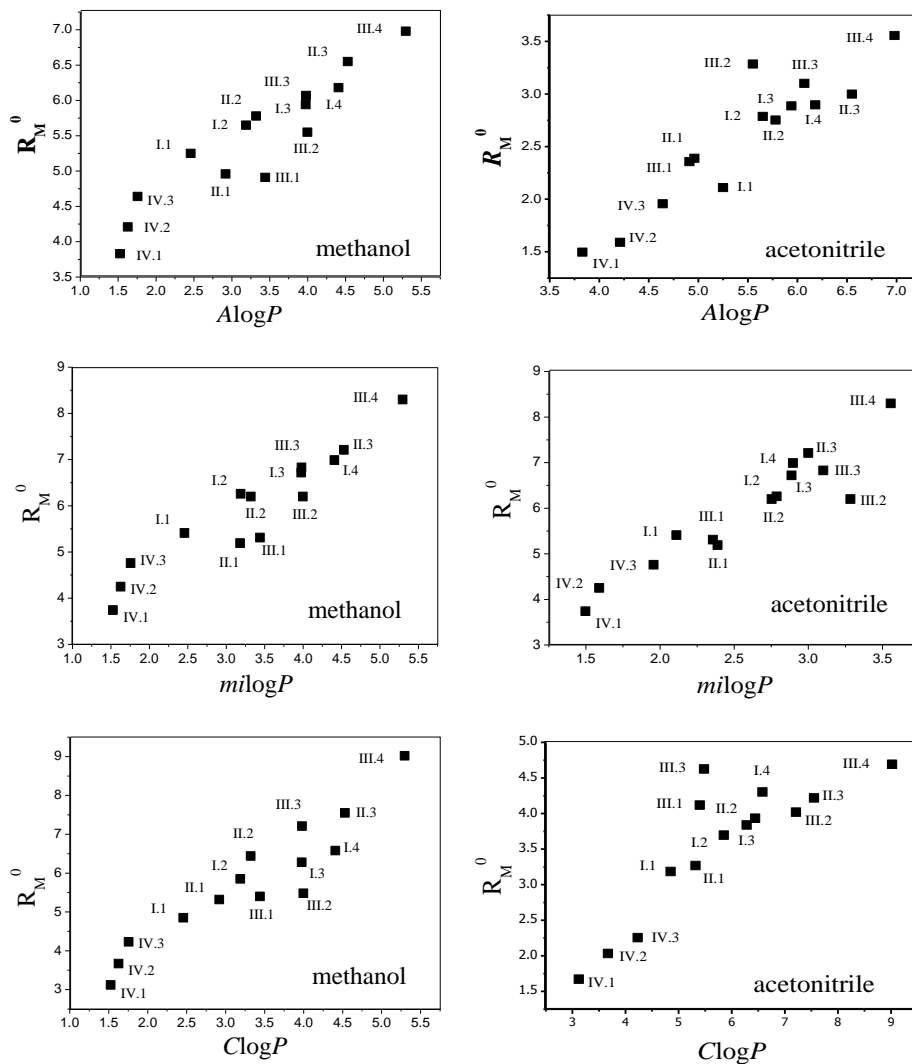 7.0
6.5
6.0
5.5
5.0
4.5
4.0
3.5
R_M^0
III.4
II.3
III.3
II.2
I.3
I.4
I.2
I.1
III.2
II.1
III.1
IV.3
IV.2
IV.1
methanol
1.0 1.5 2.0 2.5 3.0 3.5 4.0 4.5 5.0 5.5
AlogP
3.5
3.0
2.5
2.0
1.5
R_M^0
III.4
III.2
III.3
I.3
I.2
II.3
I.4
II.2
II.1
III.1
I.1
IV.3
IV.2
IV.1
acetonitrile
3.5 4.0 4.5 5.0 5.5 6.0 6.5 7.0
AlogP
9
8
7
6
5
4
3
R_M^0
III.4
III.3
II.3
I.3
I.4
I.2
II.2
III.2
I.1
III.1
II.1
IV.3
IV.2
IV.1
methanol
1.0 1.5 2.0 2.5 3.0 3.5 4.0 4.5 5.0 5.5
milogP
9
8
7
6
5
4
3
R_M^0
III.4
II.3
I.4
III.3
I.2
I.3
III.2
II.2
I.1
III.1
II.1
IV.3
IV.2
IV.1
acetonitrile
1.5 2.0 2.5 3.0 3.5
milogP
9
8
7
6
5
4
3
R_M^0
III.4
III.3
II.3
II.2
I.4
I.2
I.3
II.1
III.2
I.1
III.1
IV.3
IV.2
IV.1
methanol
1.0 1.5 2.0 2.5 3.0 3.5 4.0 4.5 5.0 5.5
ClogP
5.0
4.5
4.0
3.5
3.0
2.5
2.0
1.5
R_M^0
III.3
I.4
III.4
III.1
II.2
II.3
III.2
I.2
I.3
I.1
II.1
IV.3
IV.2
IV.1
acetonitrile
3 4 5 6 7 8 9
ClogP